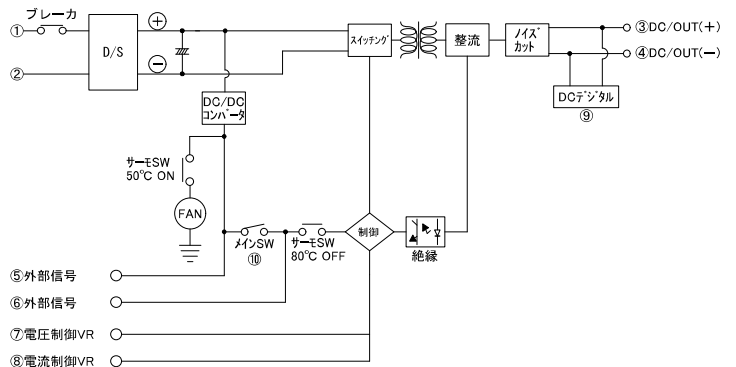 ブレーカ
①
②
D/S
⊕
⊖
スイッチング
整流
ノイズ
カット
③DC/OUT(+)
④DC/OUT(−)
DCデジタル
⑨
DC/DC
コンバータ
サーモSW
50℃ ON
FAN
メインSW
⑩
サーモSW
80℃ OFF
制御
絶縁
⑤外部信号
⑥外部信号
⑦電圧制御VR
⑧電流制御VR